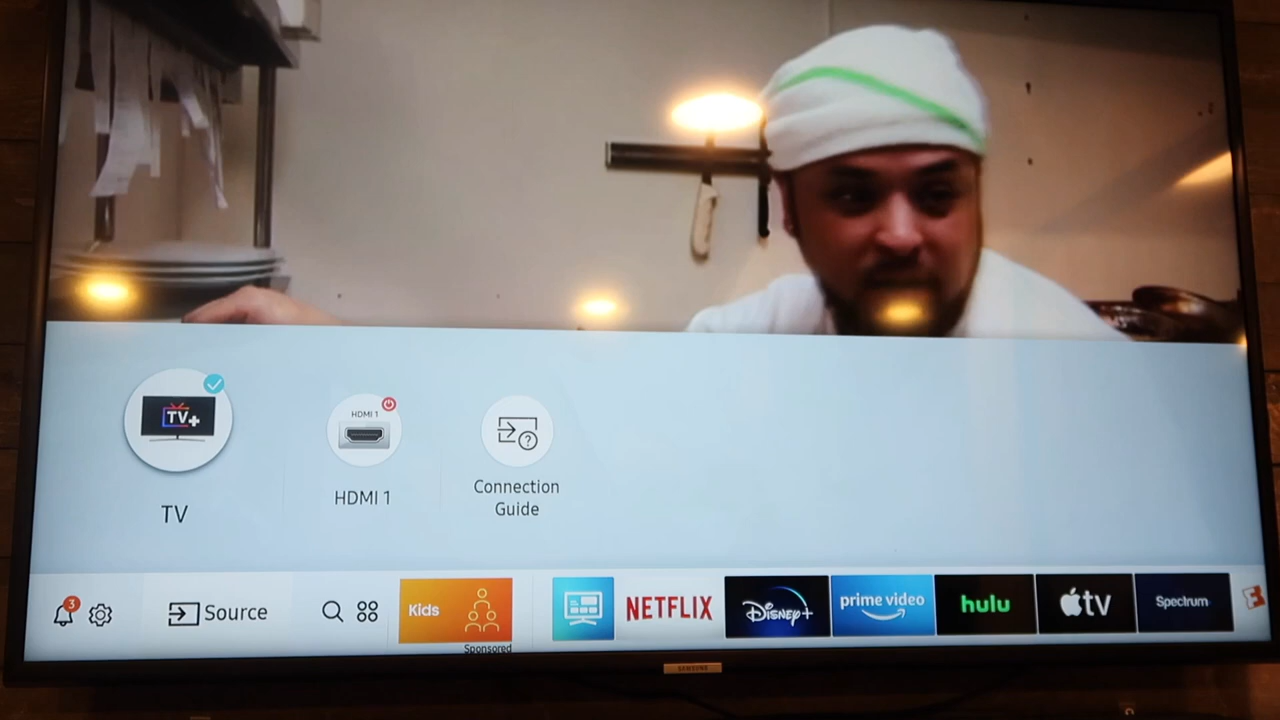 TV+
HDMI 1
TV
HDMI 1
Connection
Guide
3
Source
Kids
Sponsored
NETFLIX
Disney+
prime video
hulu
tv
Spectrum
SAMSUNG